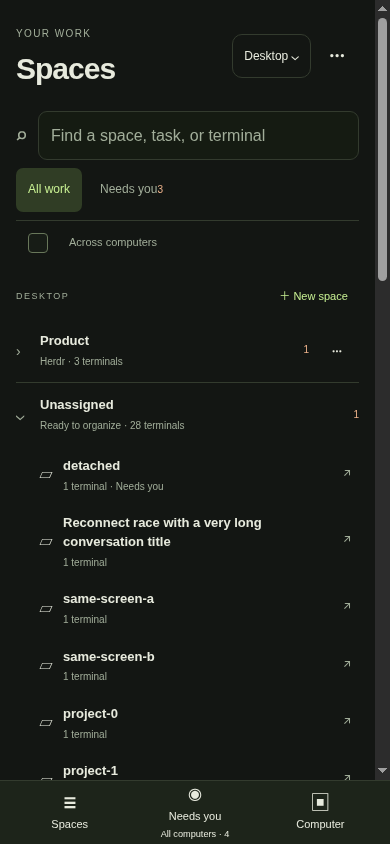 YOUR WORK
Spaces
Desktop
Find a space, task, or terminal
All work
Needs you3
Across computers
DESKTOP
+ New space
Product
Herdr · 3 terminals
1
Unassigned
Ready to organize · 28 terminals
1
detached
1 terminal · Needs you
Reconnect race with a very long
conversation title
1 terminal
same-screen-a
1 terminal
same-screen-b
1 terminal
project-0
1 terminal
project-1
Spaces
Needs you
All computers · 4
Computer